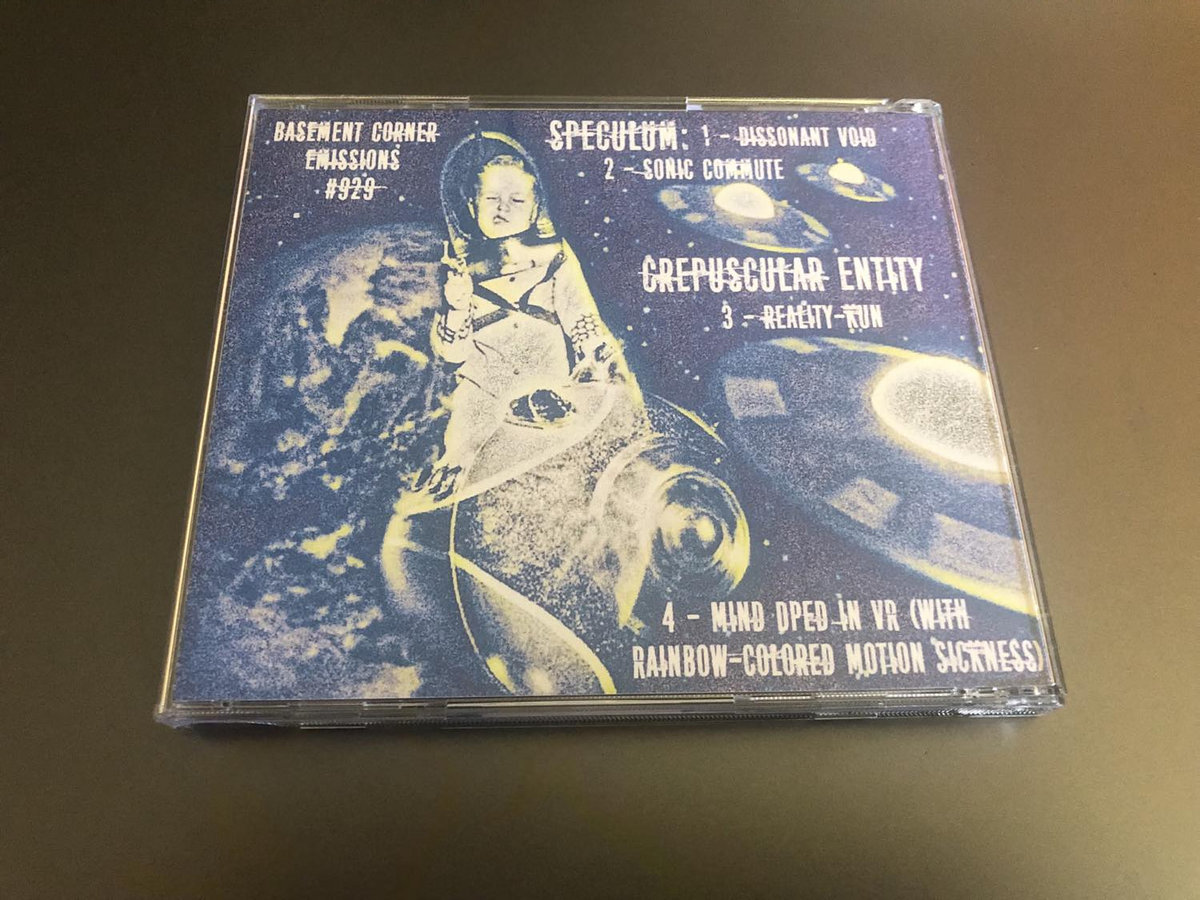 BASEMENT CORNER
EMISSIONS
#929
SPECULUM: 1 - DISSONANT VOID
2 - SONIC COMMUTE
CREPUSCULAR ENTITY
3 - REALITY-RUN
4 - MIND DPED IN VR (WITH
RAINBOW-COLORED MOTION SICKNESS)